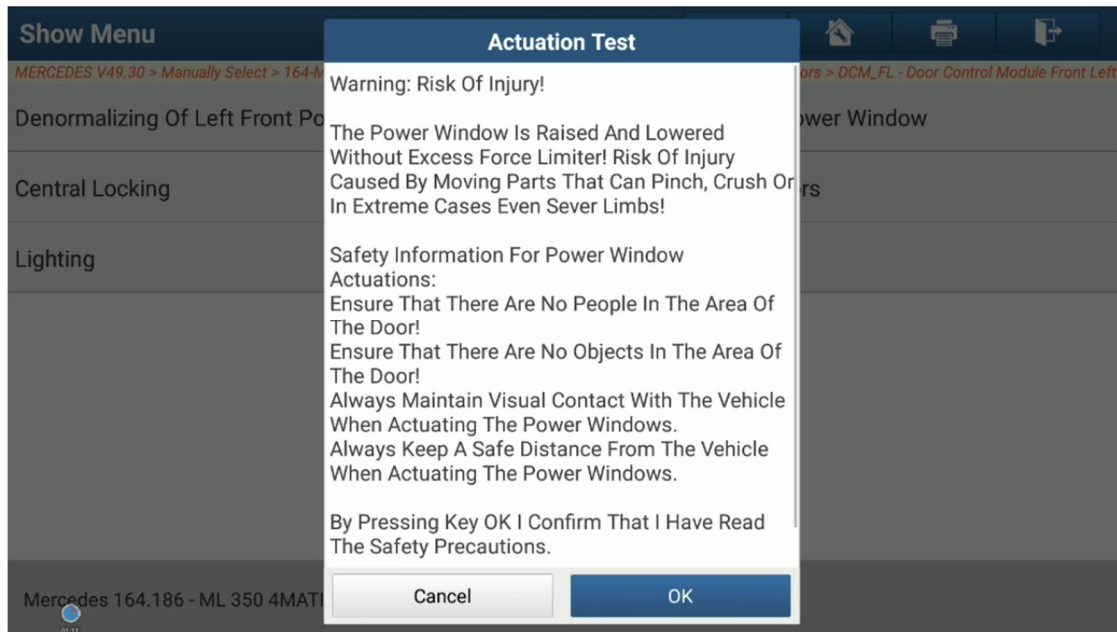 Show Menu
MERCEDES V49.30 > Manually Select > 164-M
ors > DCM_FL - Door Control Module Front Left
Denormalizing Of Left Front Po
ower Window
Central Locking
rs
Lighting
Actuation Test
Warning: Risk Of Injury!
The Power Window Is Raised And Lowered
Without Excess Force Limiter! Risk Of Injury
Caused By Moving Parts That Can Pinch, Crush Or
In Extreme Cases Even Sever Limbs!
Safety Information For Power Window
Actuations:
Ensure That There Are No People In The Area Of
The Door!
Ensure That There Are No Objects In The Area Of
The Door!
Always Maintain Visual Contact With The Vehicle
When Actuating The Power Windows.
Always Keep A Safe Distance From The Vehicle
When Actuating The Power Windows.
By Pressing Key OK I Confirm That I Have Read
The Safety Precautions.
Cancel
OK
Mercedes 164.186 - ML 350 4MATI